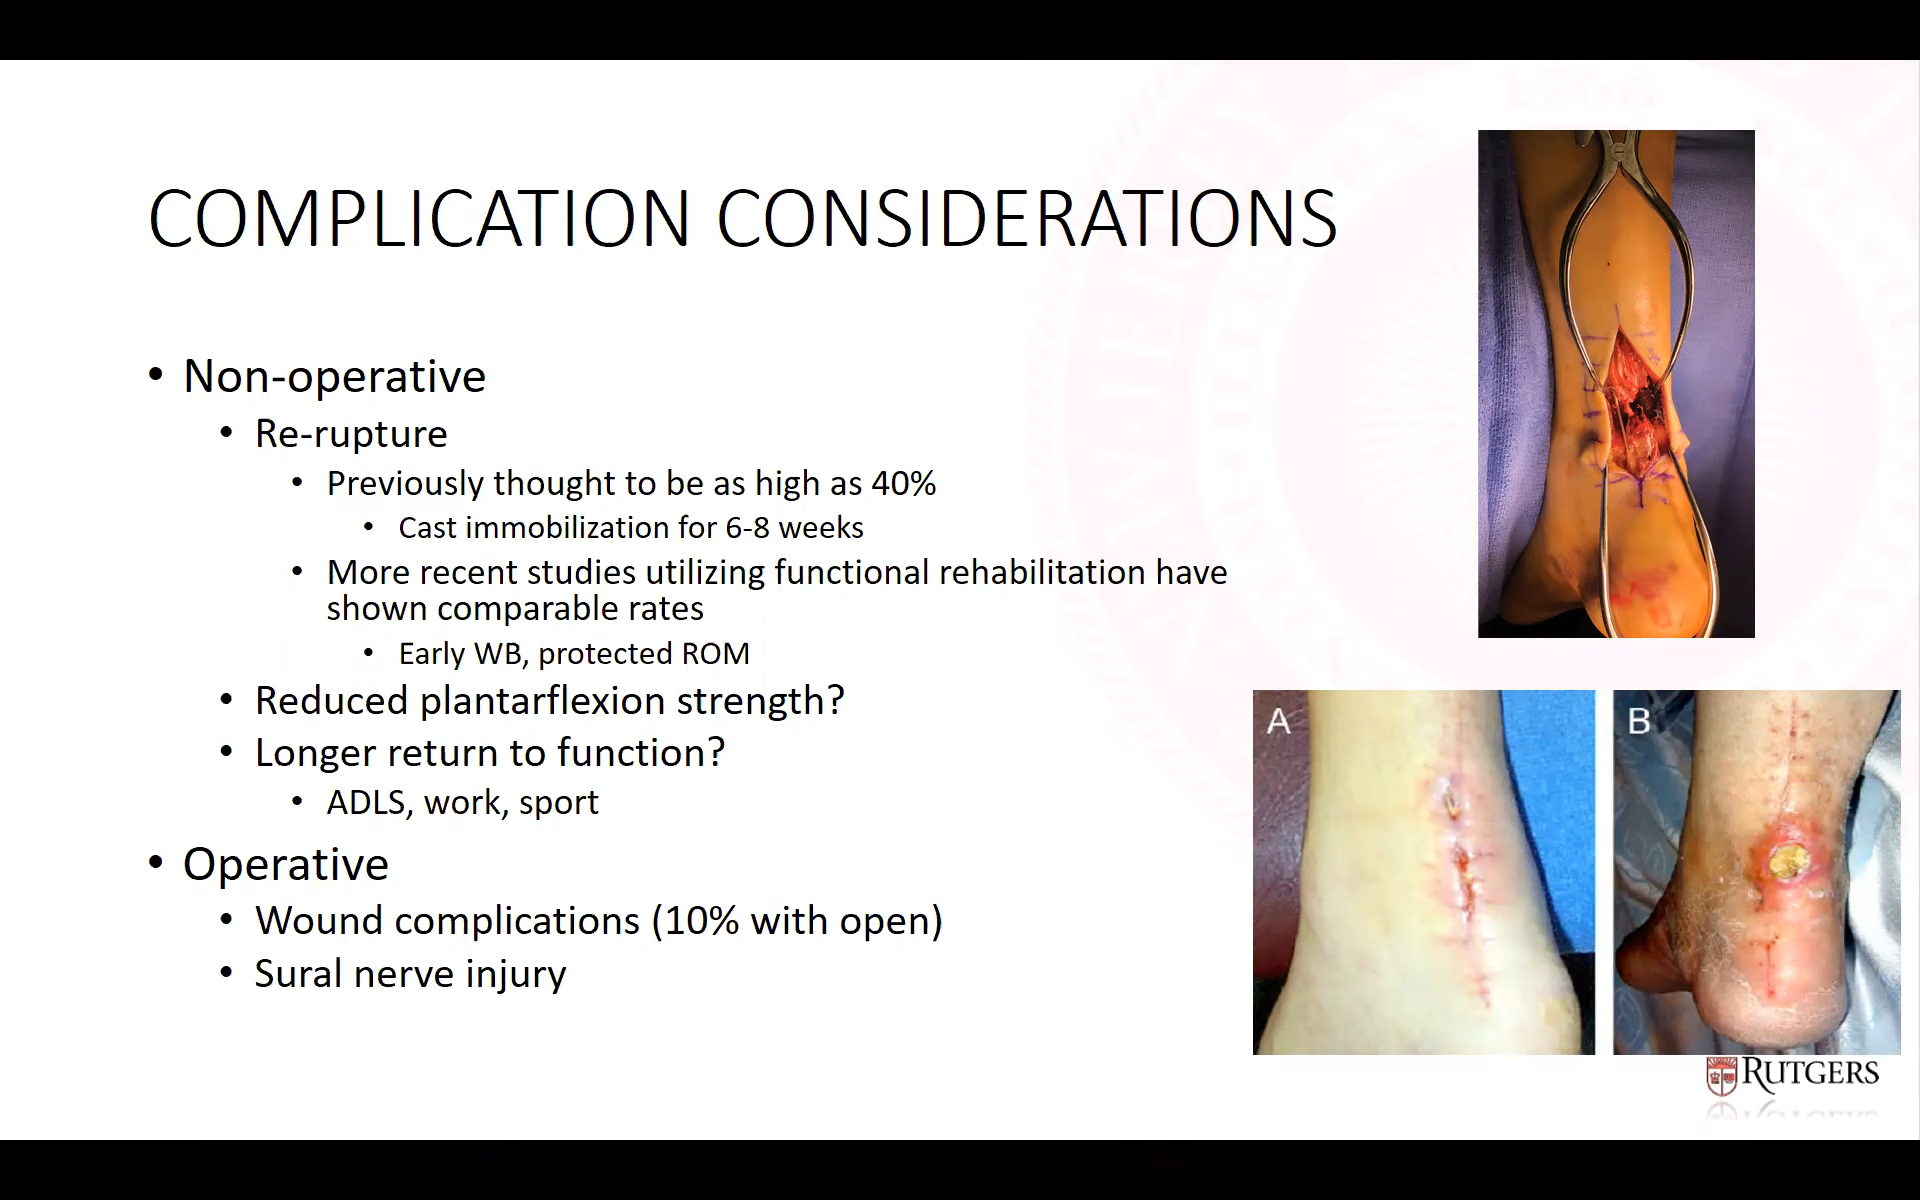 COMPLICATION CONSIDERATIONS
• Non-operative
• Re-rupture
• Previously thought to be as high as 40%
• Cast immobilization for 6-8 weeks
• More recent studies utilizing functional rehabilitation have
shown comparable rates
• Early WB, protected ROM
• Reduced plantarflexion strength?
• Longer return to function?
• ADLS, work, sport
• Operative
• Wound complications (10% with open)
• Sural nerve injury
A
B
RUTGERS
1766